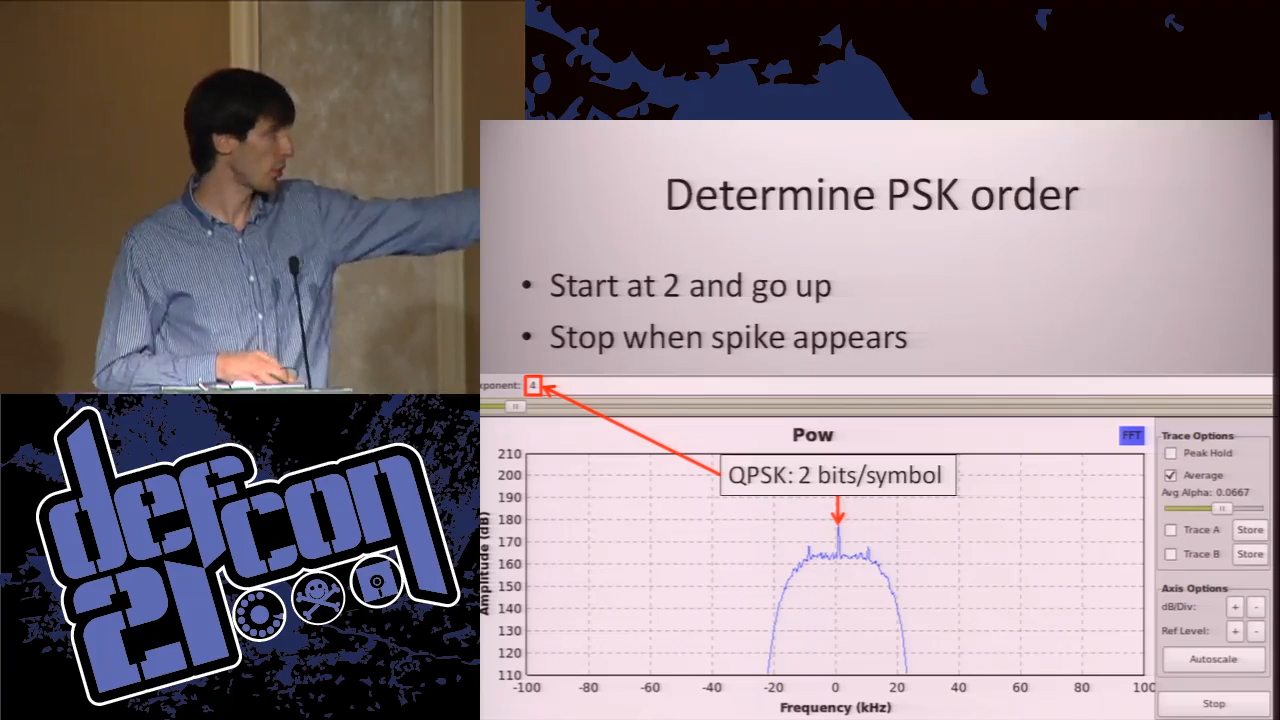 Determine PSK order
• Start at 2 and go up
• Stop when spike appears
xponent: 4
Pow
FFT
QPSK: 2 bits/symbol
Amplitude (dB)
210
200
190
180
170
160
150
140
130
120
110
-100 -80 -60 -40 -20 0 20 40 60 80 100
Frequency (kHz)
Trace Options
Peak Hold
Average
Avg Alpha: 0.0667
Trace A Store
Trace B Store
Axis Options
dB/Div: + -
Ref Level: + -
Autoscale
Stop
defcon
21